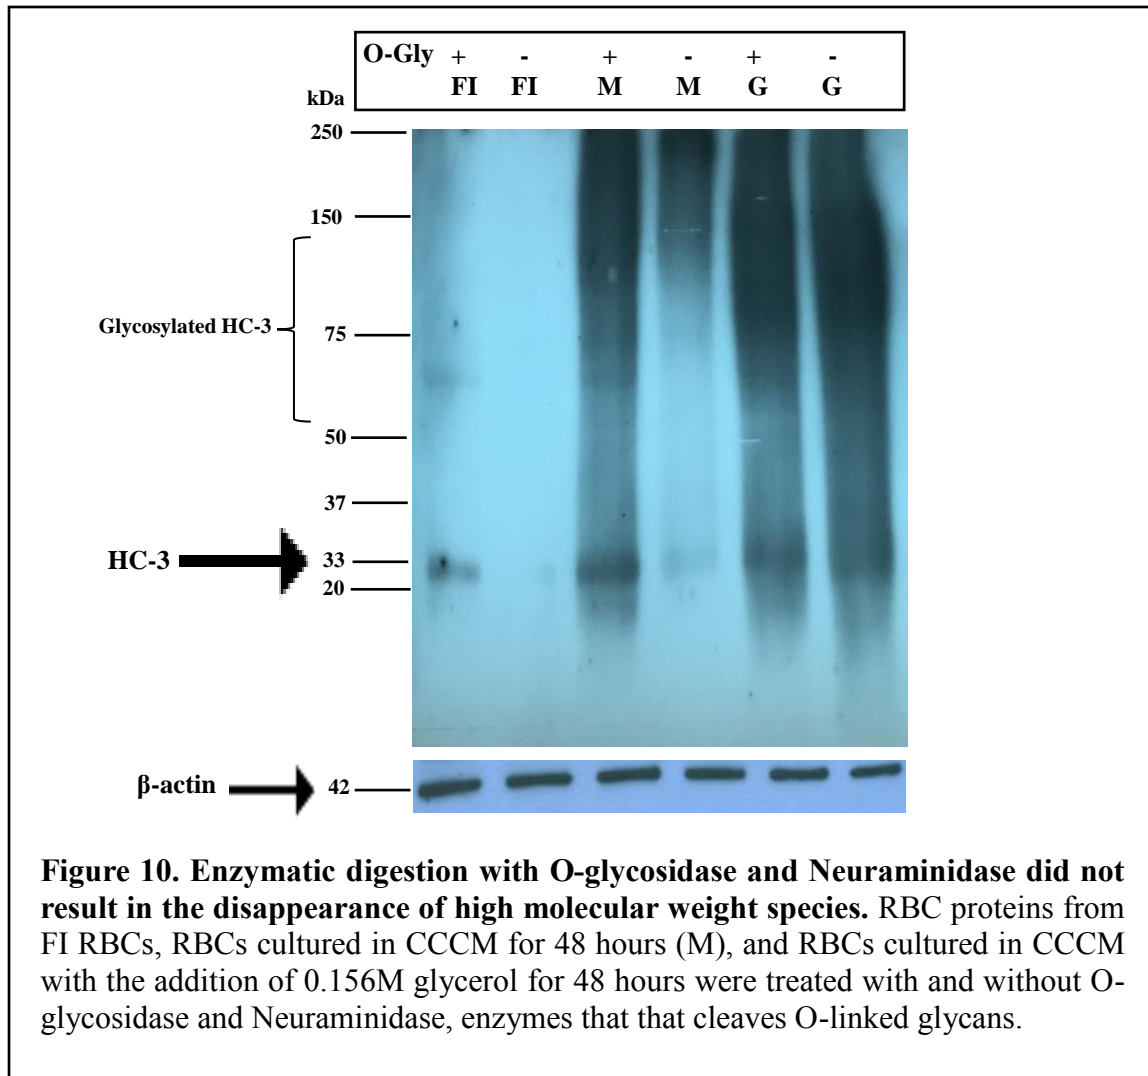 O-Gly + - + - + -
FI FI M M G G
kDa
250
150
Glycosylated HC-3
75
50
37
HC-3
33
20
β-actin
42
Figure 10. Enzymatic digestion with O-glycosidase and Neuraminidase did not
result in the disappearance of high molecular weight species. RBC proteins from
FI RBCs, RBCs cultured in CCCM for 48 hours (M), and RBCs cultured in CCCM
with the addition of 0.156M glycerol for 48 hours were treated with and without O-
glycosidase and Neuraminidase, enzymes that that cleaves O-linked glycans.